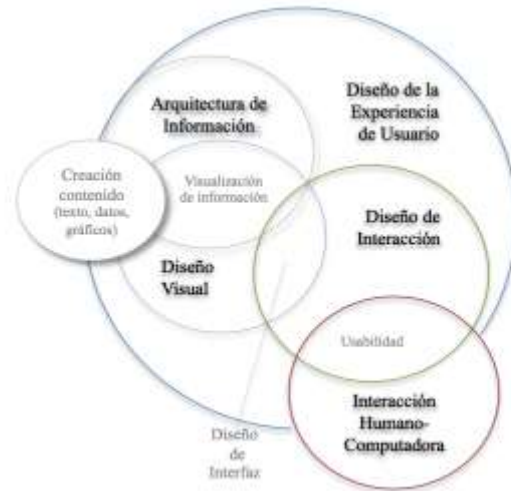 Arquitectura de
Información
Diseño de la
Experiencia
de Usuario
Creación
contenido
(texto, datos,
gráficos)
Visualización
de información
Diseño de
Interacción
Diseño
Visual
Usabilidad
Interacción
Humano-
Computadora
Diseño
de
Interfaz